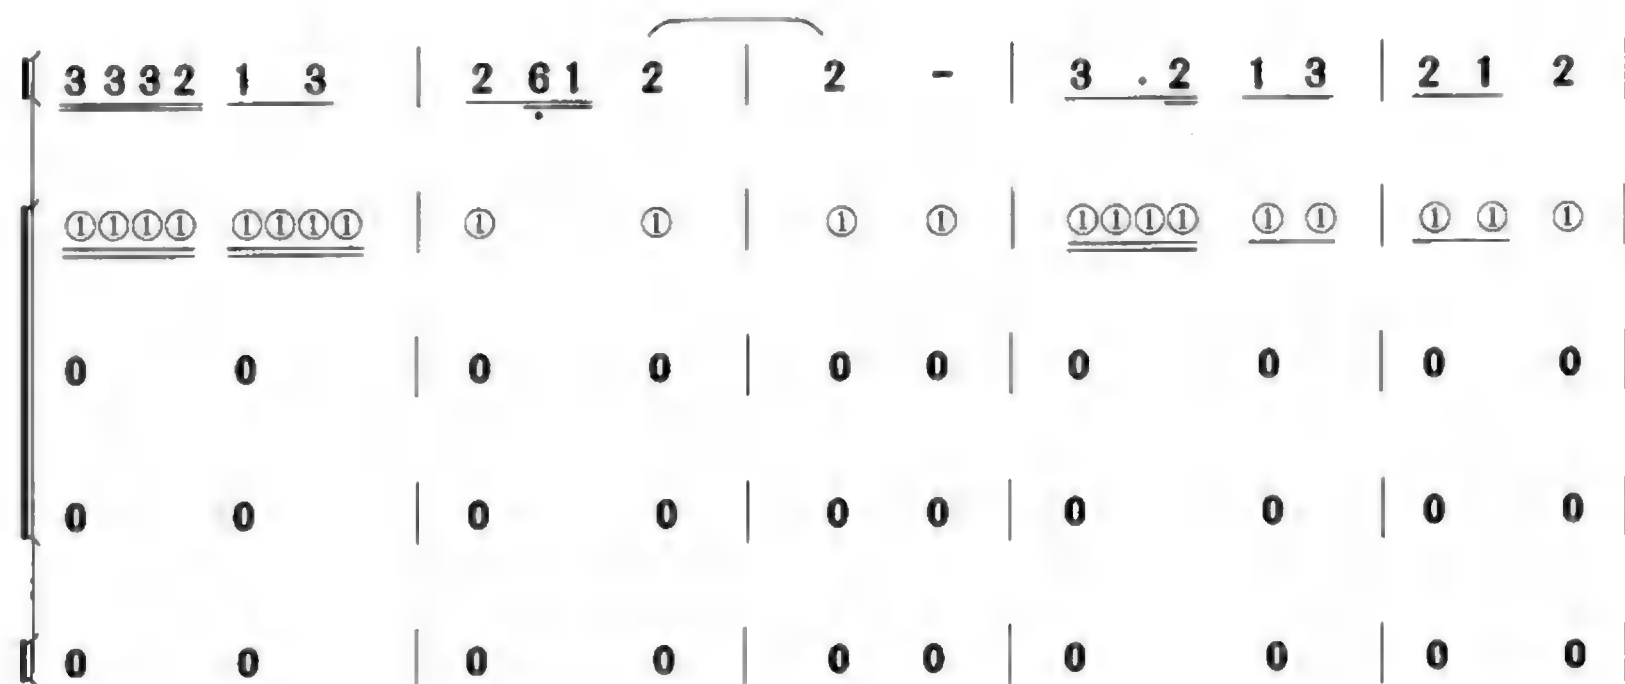 3 3 3 2 1 3 | 2 6̣ 1 2 | 2 - | 3 . 2 1 3 | 2 1 2 |
①①①① ①①①① | ① ① | ① ① | ①①①① ① ① | ① ① ① |
0 0 | 0 0 | 0 0 | 0 0 | 0 0 |
0 0 | 0 0 | 0 0 | 0 0 | 0 0 |
0 0 | 0 0 | 0 0 | 0 0 | 0 0 |